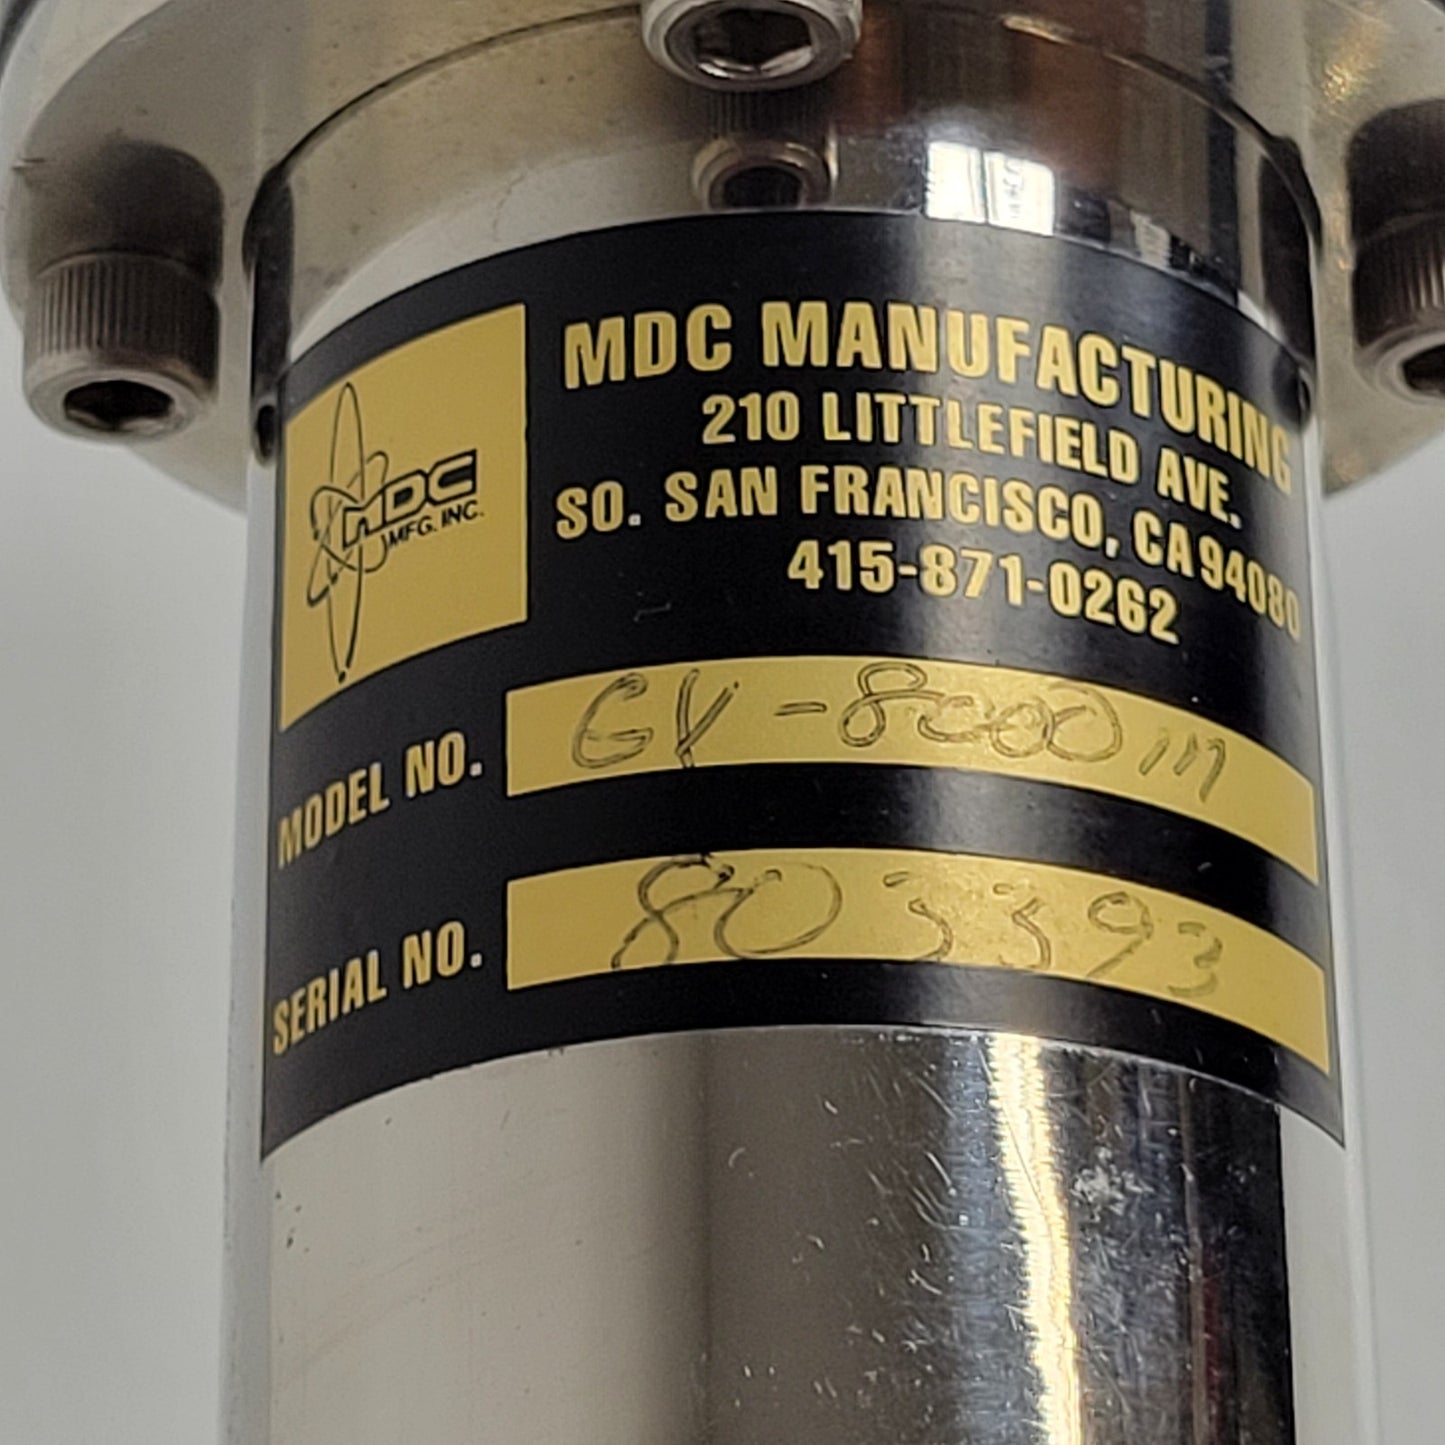 MDC MANUFACTURING
210 LITTLEFIELD AVE.
SO. SAN FRANCISCO, CA 94080
415-871-0262
MDC
MFG. INC.
MODEL NO. GV-8000m
SERIAL NO. 803393